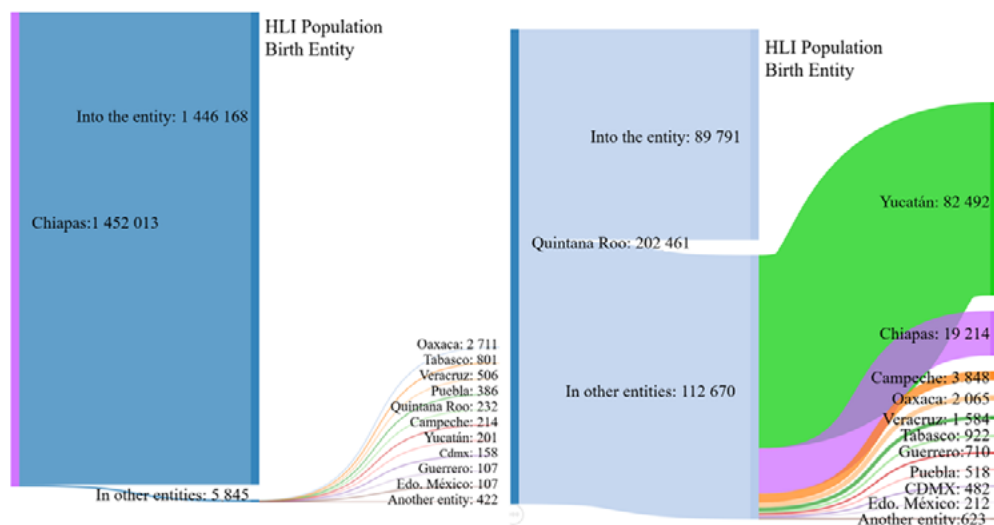 HLI Population
Birth Entity
Into the entity: 1 446 168
Chiapas:1 452 013
In other entities: 5 845
Oaxaca: 2 711
Tabasco: 801
Veracruz: 506
Puebla: 386
Quintana Roo: 232
Campeche: 214
Yucatán: 201
Cdmx: 158
Guerrero: 107
Edo. México: 107
Another entity: 422
HLI Population
Birth Entity
Into the entity: 89 791
Quintana Roo: 202 461
In other entities: 112 670
Yucatán: 82 492
Chiapas: 19 214
Campeche: 3 848
Oaxaca: 2 065
Veracruz: 1 584
Tabasco: 922
Guerrero:710
Puebla: 518
CDMX: 482
Edo. México: 212
Another entity:623